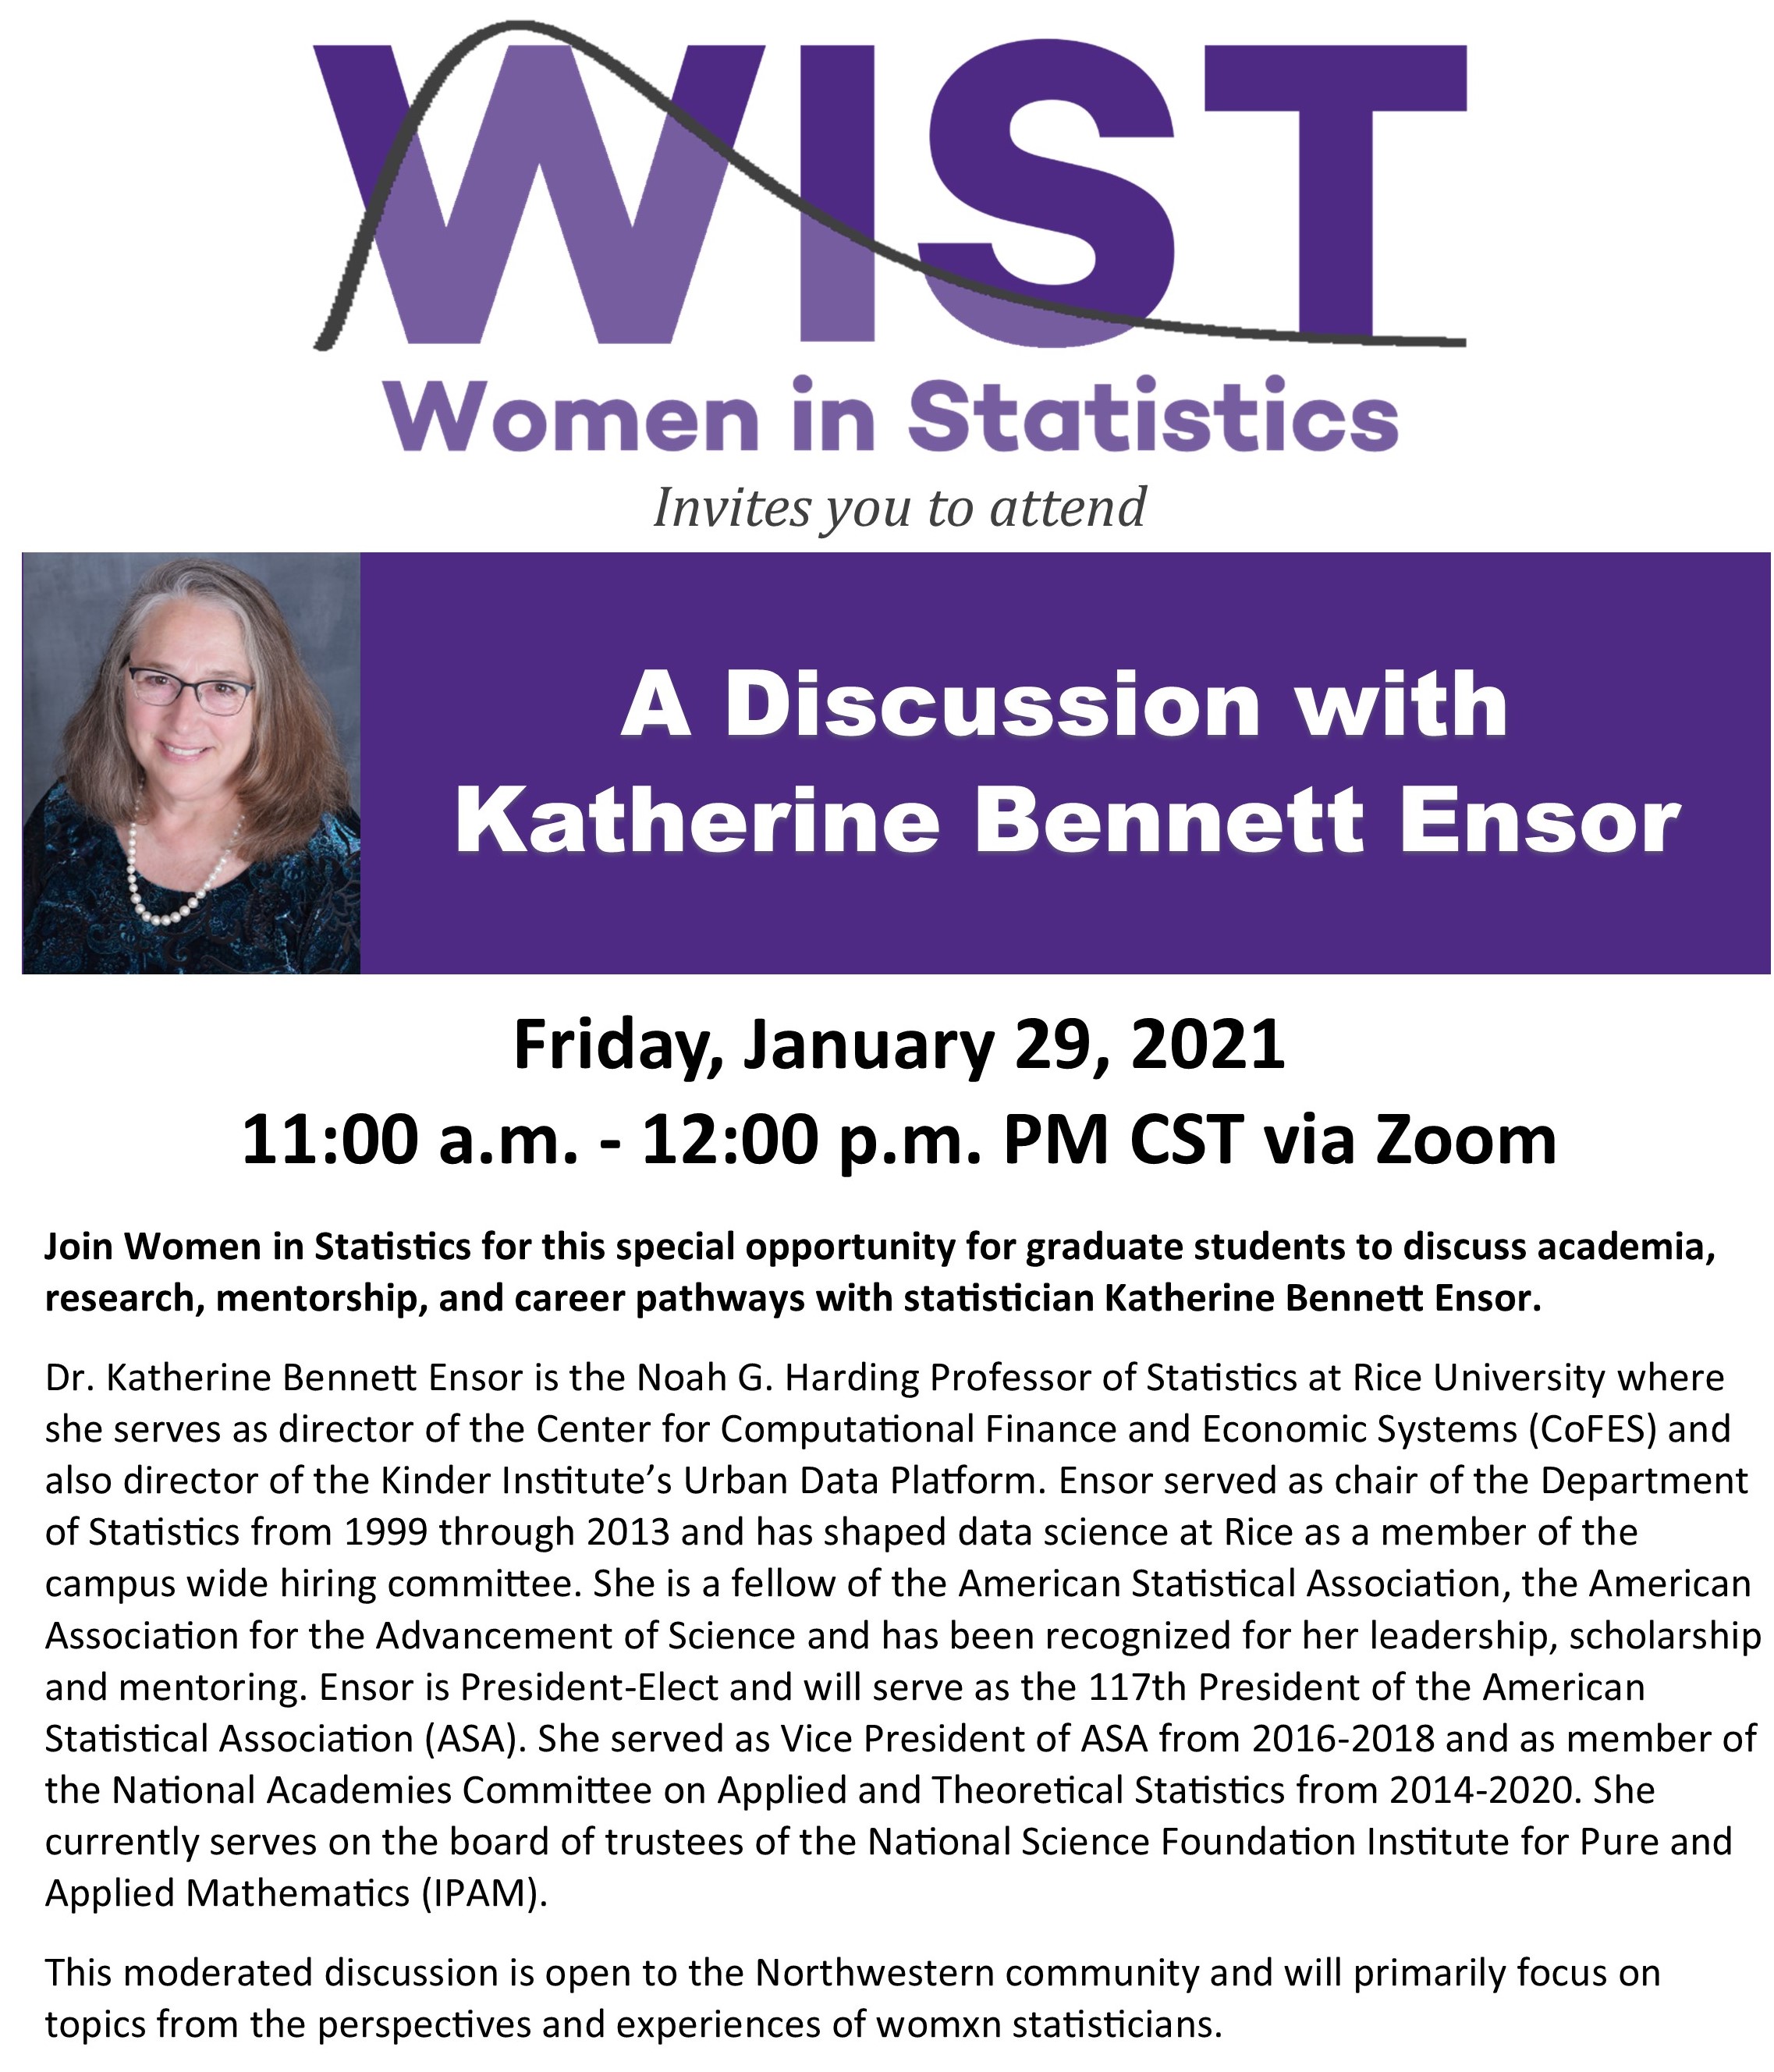 WIST
Women in Statistics
Invites you to attend
A Discussion with
Katherine Bennett Ensor
Friday, January 29, 2021
11:00 a.m. - 12:00 p.m. PM CST via Zoom
Join Women in Statistics for this special opportunity for graduate students to discuss academia,
research, mentorship, and career pathways with statistician Katherine Bennett Ensor.
Dr. Katherine Bennett Ensor is the Noah G. Harding Professor of Statistics at Rice University where
she serves as director of the Center for Computational Finance and Economic Systems (CoFES) and
also director of the Kinder Institute’s Urban Data Platform. Ensor served as chair of the Department
of Statistics from 1999 through 2013 and has shaped data science at Rice as a member of the
campus wide hiring committee. She is a fellow of the American Statistical Association, the American
Association for the Advancement of Science and has been recognized for her leadership, scholarship
and mentoring. Ensor is President-Elect and will serve as the 117th President of the American
Statistical Association (ASA). She served as Vice President of ASA from 2016-2018 and as member of
the National Academies Committee on Applied and Theoretical Statistics from 2014-2020. She
currently serves on the board of trustees of the National Science Foundation Institute for Pure and
Applied Mathematics (IPAM).
This moderated discussion is open to the Northwestern community and will primarily focus on
topics from the perspectives and experiences of womxn statisticians.